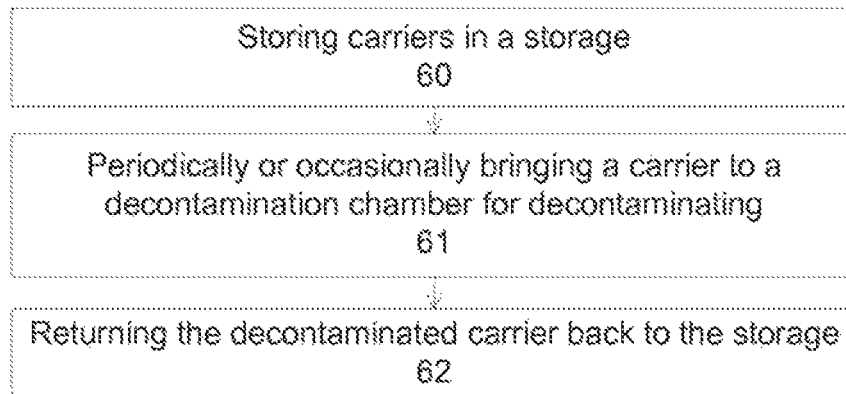 Storing carriers in a storage
60
Periodically or occasionally bringing a carrier to a
decontamination chamber for decontaminating
61
Returning the decontaminated carrier back to the storage
62